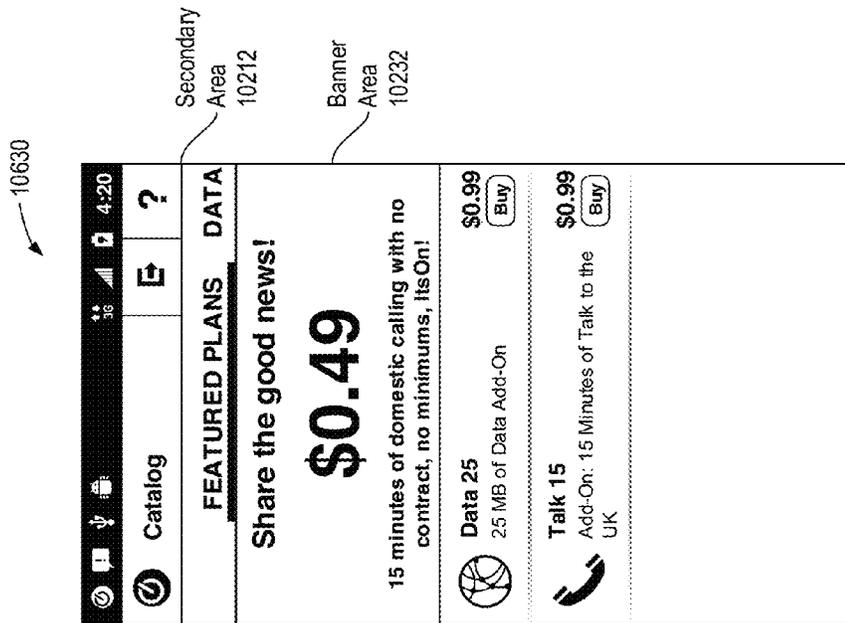 10630
3G 4:20
Catalog ?
Secondary
Area
10212
FEATURED PLANS DATA
Share the good news!
$0.49
15 minutes of domestic calling with no
contract, no minimums, ItsOn!
Banner
Area
10232
Data 25
25 MB of Data Add-On
$0.99
Buy
Talk 15
Add-On: 15 Minutes of Talk to the
UK
$0.99
Buy